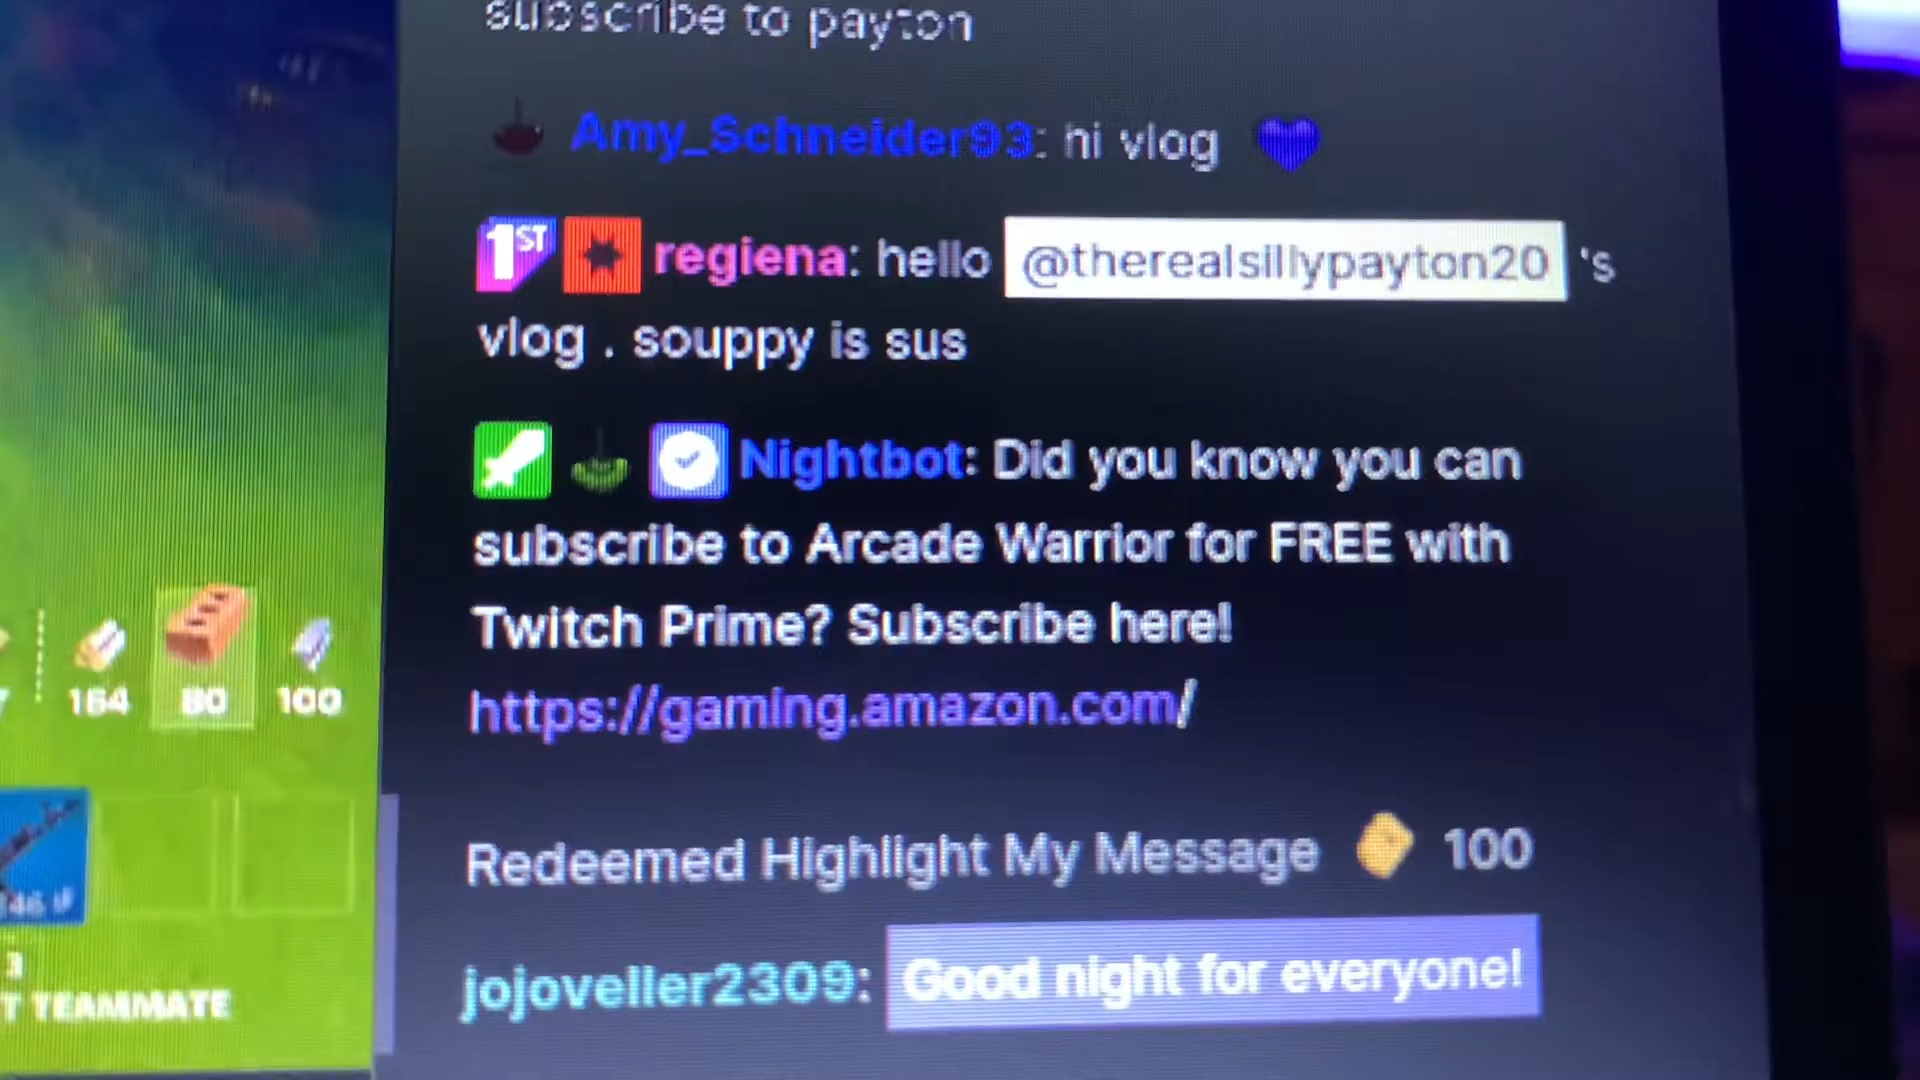 subscribe to payton
Amy_Schneider93: hi vlog
1ST regiena: hello @therealsillypayton20 's
vlog . souppy is sus
Nightbot: Did you know you can
subscribe to Arcade Warrior for FREE with
Twitch Prime? Subscribe here!
https://gaming.amazon.com/
Redeemed Highlight My Message 100
jojoveller2309: Good night for everyone!
164 80 100
3
T TEAMMATE